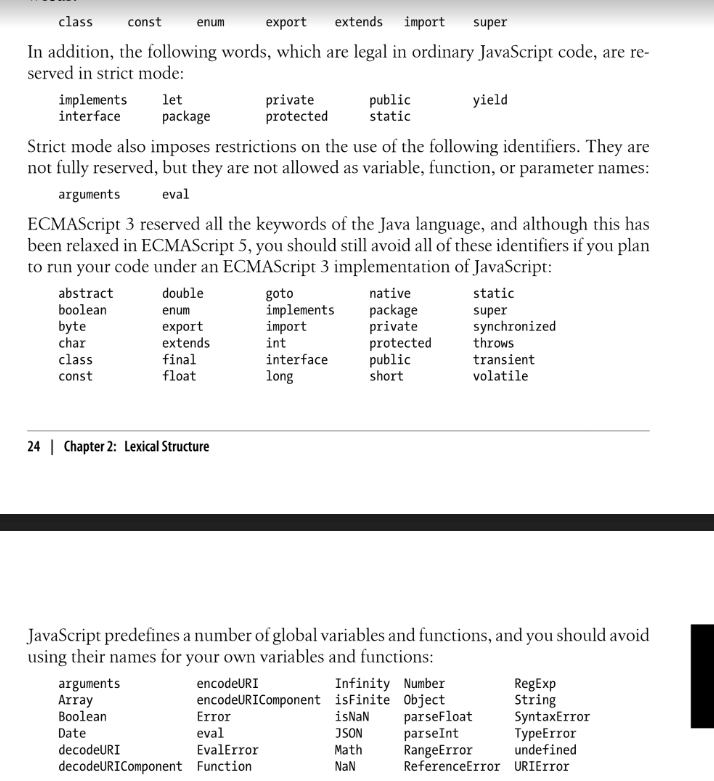 class const enum export extends import super
In addition, the following words, which are legal in ordinary JavaScript code, are re-
served in strict mode:
implements let private public yield
interface package protected static
Strict mode also imposes restrictions on the use of the following identifiers. They are
not fully reserved, but they are not allowed as variable, function, or parameter names:
arguments eval
ECMAScript 3 reserved all the keywords of the Java language, and although this has
been relaxed in ECMAScript 5, you should still avoid all of these identifiers if you plan
to run your code under an ECMAScript 3 implementation of JavaScript:
abstract double goto native static
boolean enum implements package super
byte export import private synchronized
char extends int protected throws
class final interface public transient
const float long short volatile
24 | Chapter 2: Lexical Structure
JavaScript predefines a number of global variables and functions, and you should avoid
using their names for your own variables and functions:
arguments encodeURI Infinity Number RegExp
Array encodeURIComponent isFinite Object String
Boolean Error isNaN parseFloat SyntaxError
Date eval JSON parseInt TypeError
decodeURI EvalError Math RangeError undefined
decodeURIComponent Function NaN ReferenceError URIError